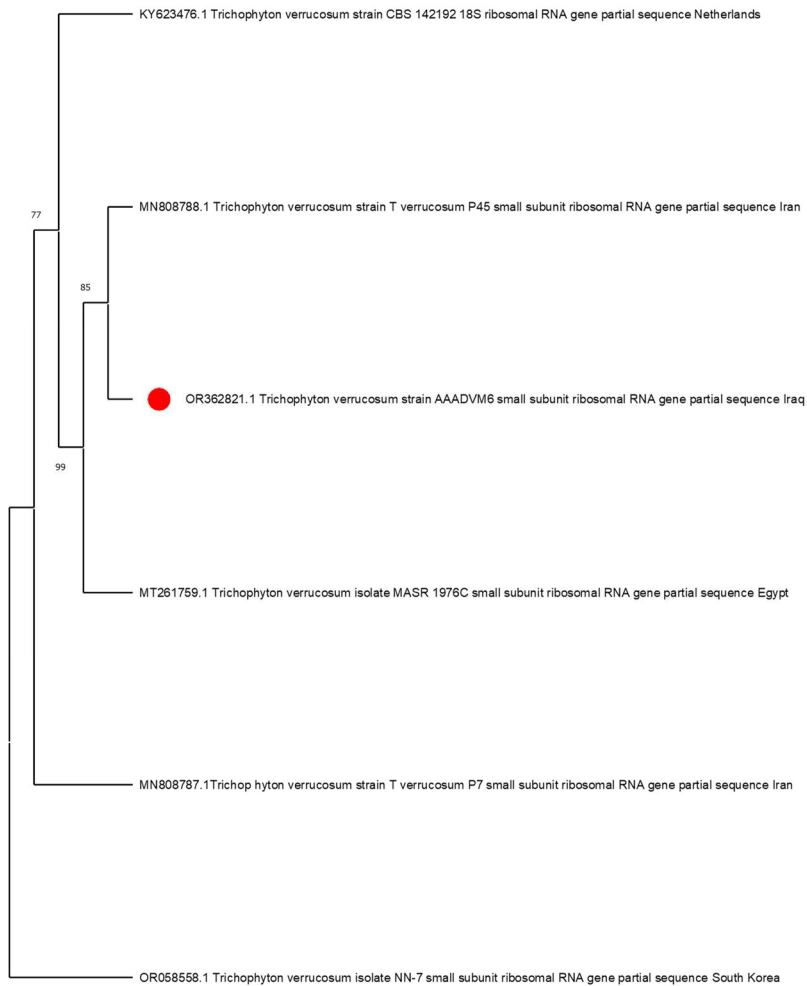 KY623476.1 Trichophyton verrucosum strain CBS 142192 18S ribosomal RNA gene partial sequence Netherlands
MN808788.1 Trichophyton verrucosum strain T verrucosum P45 small subunit ribosomal RNA gene partial sequence Iran
77
85
OR362821.1 Trichophyton verrucosum strain AAADVM6 small subunit ribosomal RNA gene partial sequence Iraq
99
MT261759.1 Trichophyton verrucosum isolate MASR 1976C small subunit ribosomal RNA gene partial sequence Egypt
MN808787.1Trichop hyton verrucosum strain T verrucosum P7 small subunit ribosomal RNA gene partial sequence Iran
OR058558.1 Trichophyton verrucosum isolate NN-7 small subunit ribosomal RNA gene partial sequence South Korea